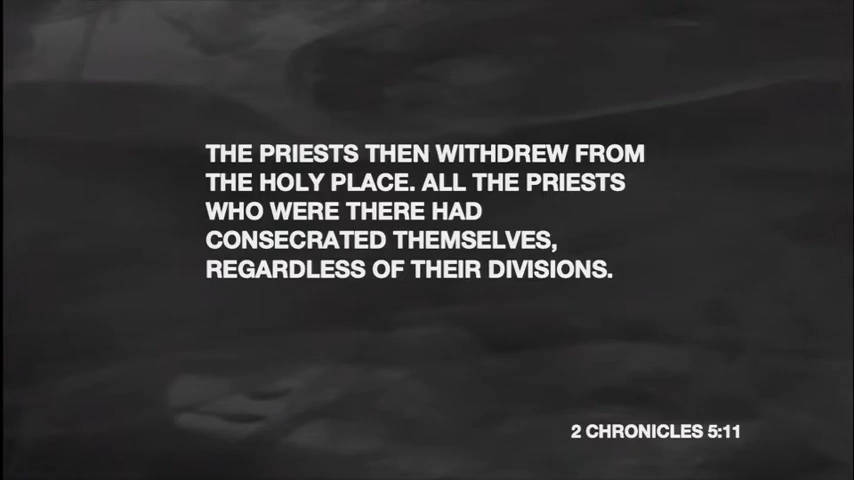 THE PRIESTS THEN WITHDREW FROM
THE HOLY PLACE. ALL THE PRIESTS
WHO WERE THERE HAD
CONSECRATED THEMSELVES,
REGARDLESS OF THEIR DIVISIONS.
2 CHRONICLES 5:11